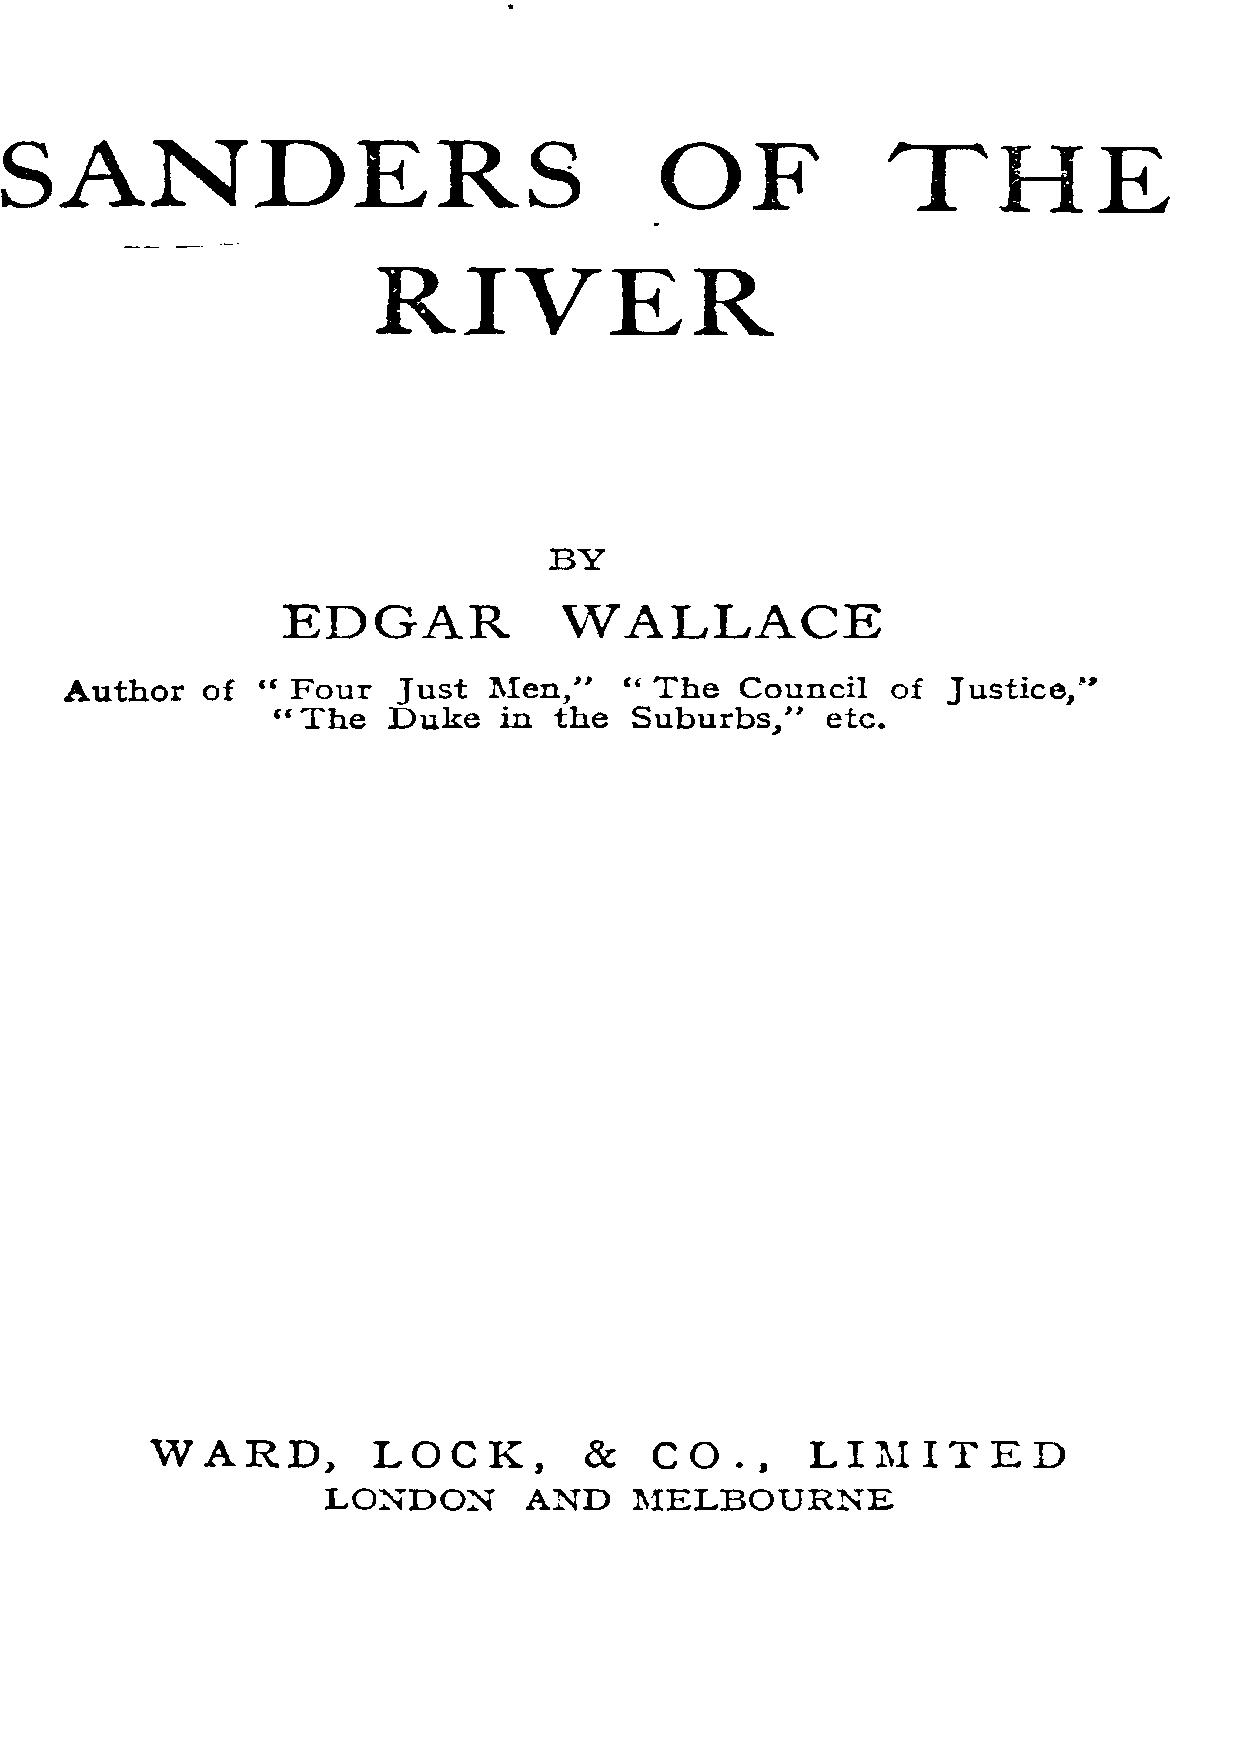 SANDERS OF THE
RIVER
BY
EDGAR WALLACE
Author of “ Four Just Men,” “ The Council of Justice,”
“The Duke in the Suburbs,” etc.
WARD, LOCK, & CO., LIMITED
LONDON AND MELBOURNE